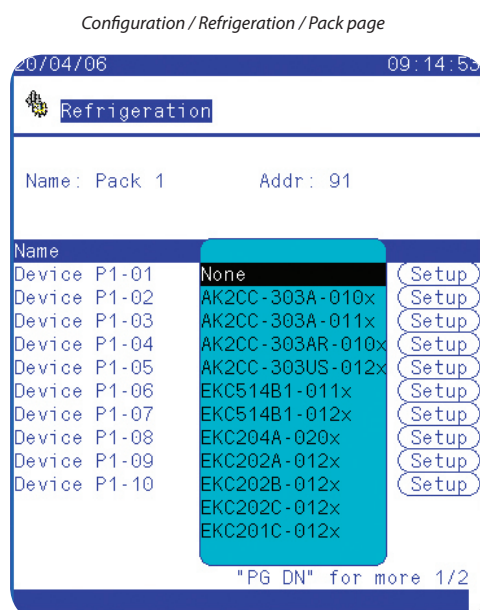 Configuration / Refrigeration / Pack page
20/04/06 09:14:53
Refrigeration
Name: Pack 1 Addr: 91
Name
Device P1-01 None Setup
Device P1-02 AK2CC-303A-010x Setup
Device P1-03 AK2CC-303A-011x Setup
Device P1-04 AK2CC-303AR-010x Setup
Device P1-05 AK2CC-303US-012x Setup
Device P1-06 EKC514B1-011x Setup
Device P1-07 EKC514B1-012x Setup
Device P1-08 EKC204A-020x Setup
Device P1-09 EKC202A-012x Setup
Device P1-10 EKC202B-012x Setup
EKC202C-012x
EKC201C-012x
"PG DN" for more 1/2